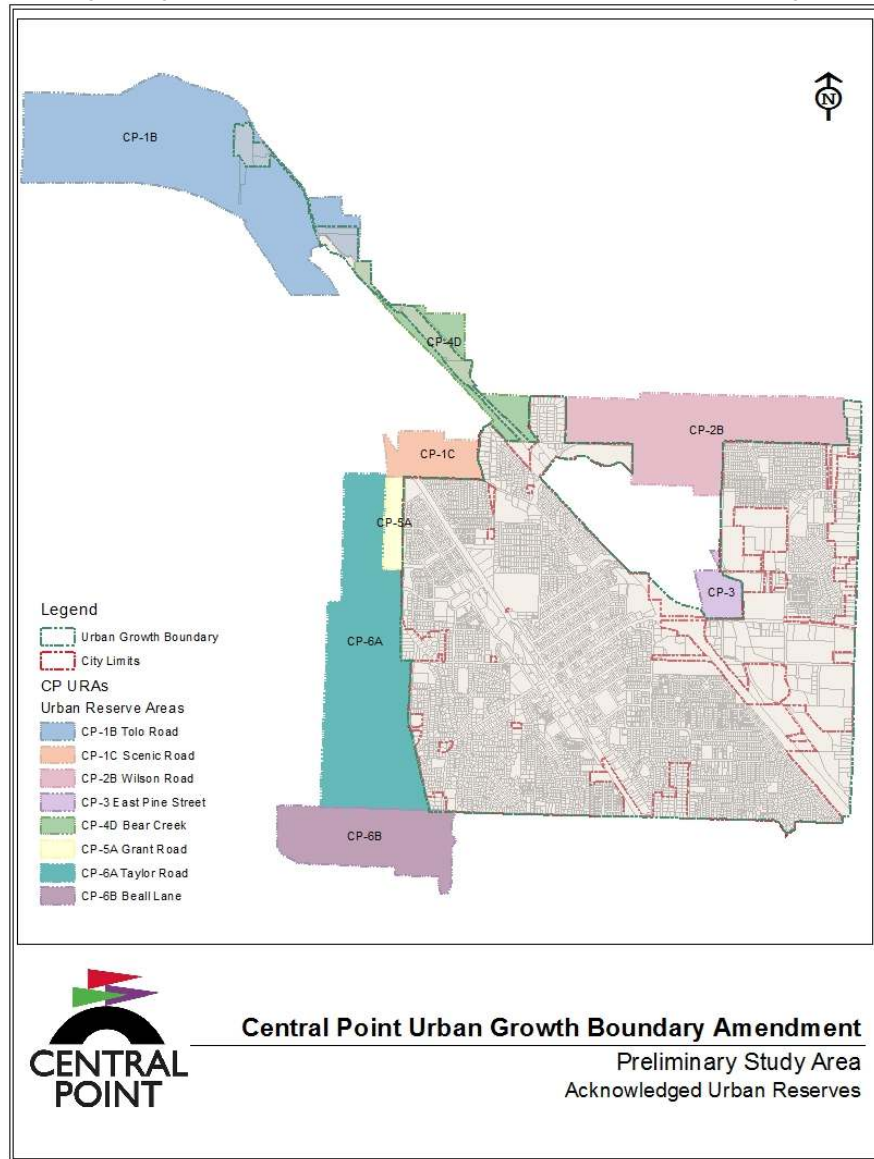 CP-1B
N
CP-4D
CP-2B
CP-1C
CP-5A
CP-3
Legend
Urban Growth Boundary
City Limits
CP URAs
Urban Reserve Areas
CP-1B Tolo Road
CP-1C Scenic Road
CP-2B Wilson Road
CP-3 East Pine Street
CP-4D Bear Creek
CP-5A Grant Road
CP-6A Taylor Road
CP-6B Beall Lane
CP-6A
CP-6B
CENTRAL
POINT
Central Point Urban Growth Boundary Amendment
Preliminary Study Area
Acknowledged Urban Reserves